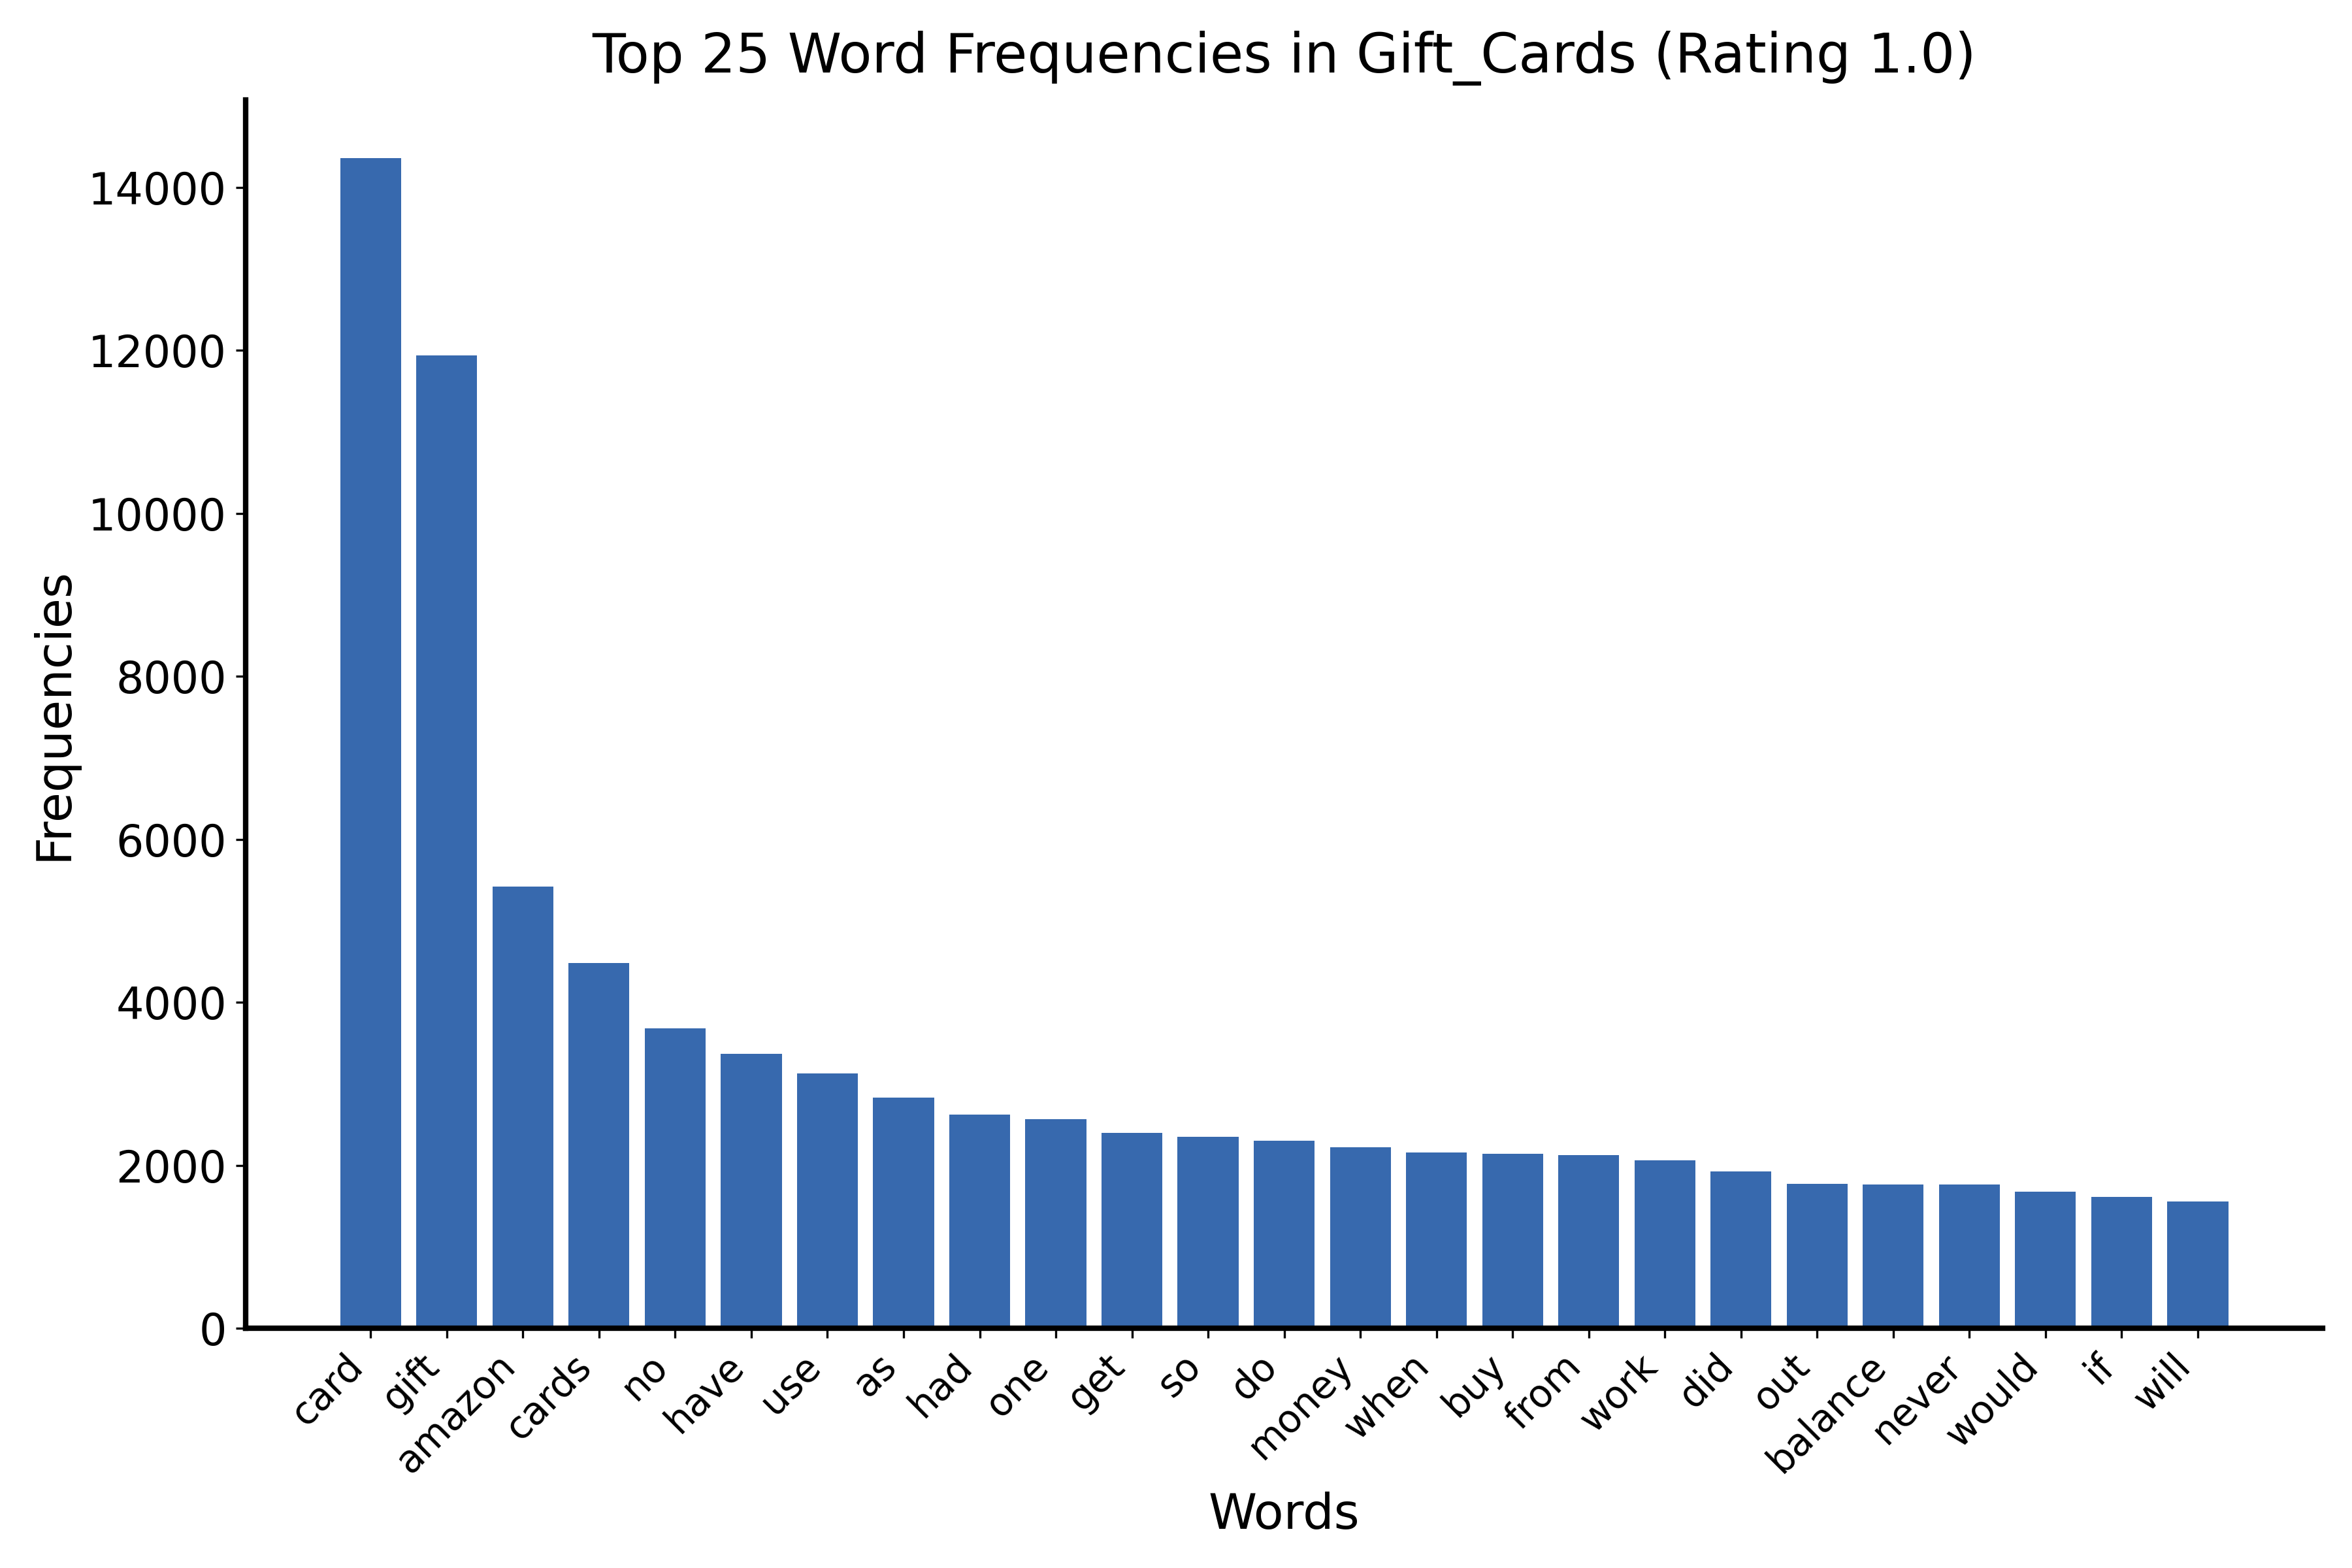 Top 25 Word Frequencies in Gift_Cards (Rating 1.0)
Frequencies
14000
12000
10000
8000
6000
4000
2000
0
card
gift
amazon
cards
no
have
use
as
had
one
get
so
do
money
when
buy
from
work
did
out
balance
never
would
if
will
Words